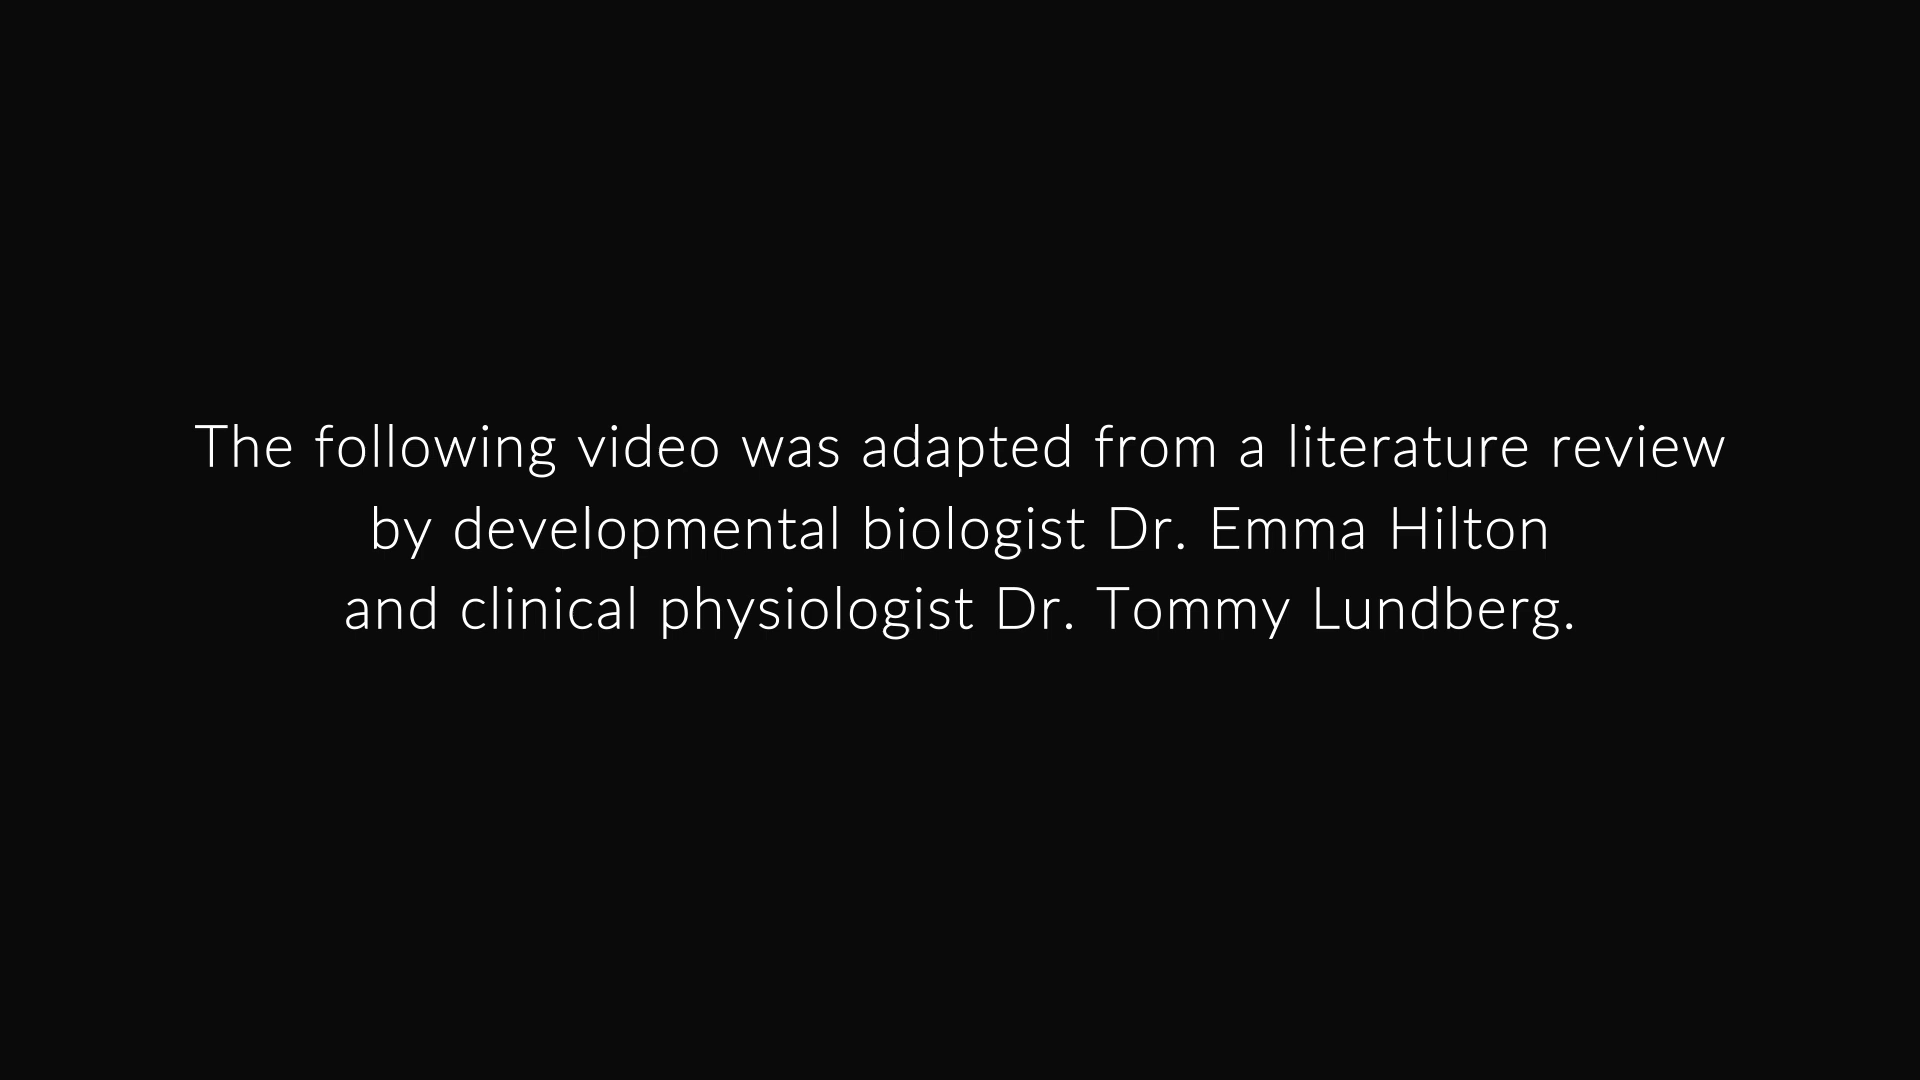 The following video was adapted from a literature review
by developmental biologist Dr. Emma Hilton
and clinical physiologist Dr. Tommy Lundberg.